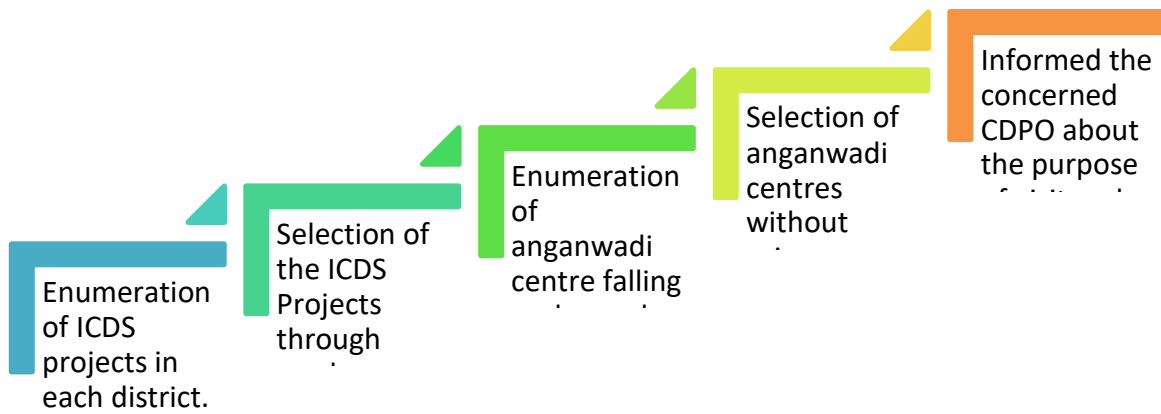 Enumeration
of ICDS
projects in
each district.
Selection of
the ICDS
Projects
through
Enumeration
of
anganwadi
centre falling
Selection of
anganwadi
centres
without
Informed the
concerned
CDPO about
the purpose